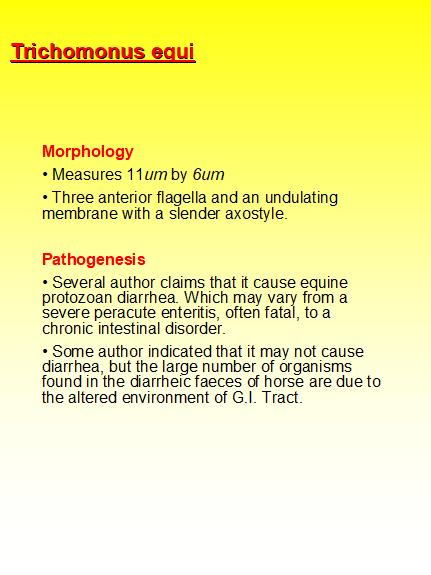 Trichomonus equi
Morphology
• Measures 11um by 6um
• Three anterior flagella and an undulating
membrane with a slender axostyle.
Pathogenesis
• Several author claims that it cause equine
protozoan diarrhea. Which may vary from a
severe peracute enteritis, often fatal, to a
chronic intestinal disorder.
• Some author indicated that it may not cause
diarrhea, but the large number of organisms
found in the diarrheic faeces of horse are due to
the altered environment of G.I. Tract.